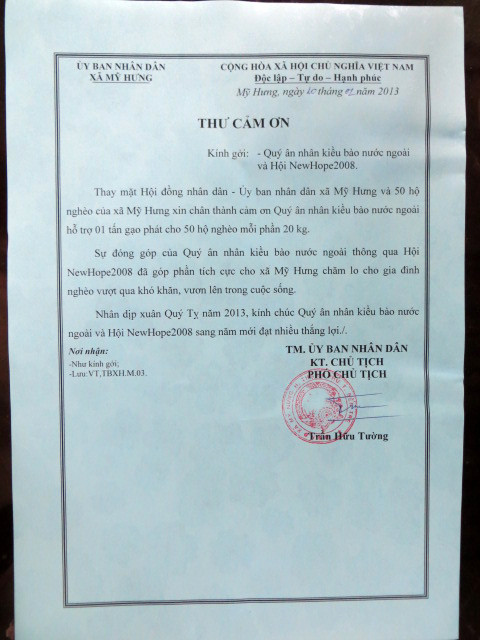 ỦY BAN NHÂN DÂN
XÃ MỸ HƯNG
CỘNG HÒA XÃ HỘI CHỦ NGHĨA VIỆT NAM
Độc lập – Tự do – Hạnh phúc
Mỹ Hưng, ngày tháng năm 2013
THƯ CẢM ƠN
Kính gởi: - Quý ân nhân kiều bào nước ngoài
và Hội NewHope2008.
Thay mặt Hội đồng nhân dân - Ủy ban nhân dân xã Mỹ Hưng và 50 hộ
nghèo của xã Mỹ Hưng xin chân thành cảm ơn Quý ân nhân kiều bào nước ngoài
hỗ trợ 01 tấn gạo phát cho 50 hộ nghèo mỗi phần 20 kg.
Sự đóng góp của Quý ân nhân kiều bào nước ngoài thông qua Hội
NewHope2008 đã góp phần tích cực cho xã Mỹ Hưng chăm lo cho gia đình
nghèo vượt qua khó khăn, vươn lên trong cuộc sống.
Nhân dịp xuân Quý Tỵ năm 2013, kính chúc Quý ân nhân kiều bào nước
ngoài và Hội NewHope2008 sang năm mới đạt nhiều thắng lợi./.
Nơi nhận:
-Như kính gởi;
-Lưu:VT,TBXH.M.03.
TM. ỦY BAN NHÂN DÂN
KT. CHỦ TỊCH
PHÓ CHỦ TỊCH
Trần Hữu Tường